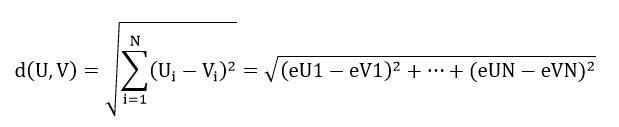 d(U, V) = √(∑_{i=1}^{N} (U_i − V_i)²) = √((eU1 − eV1)² + ⋯ + (eUN − eVN)²)